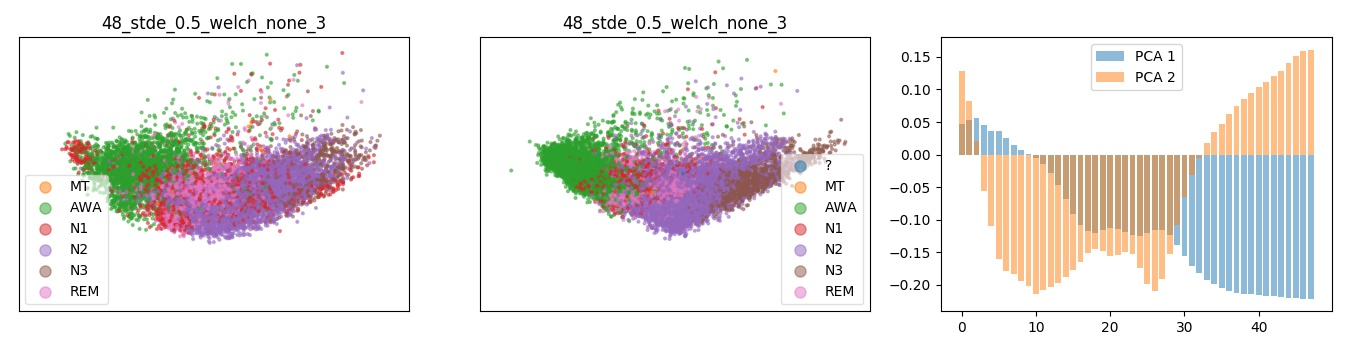 48_stde_0.5_welch_none_3
MT
AWA
N1
N2
N3
REM
48_stde_0.5_welch_none_3
?
MT
AWA
N1
N2
N3
REM
PCA 1
PCA 2
0.15
0.10
0.05
0.00
−0.05
−0.10
−0.15
−0.20
0
10
20
30
40